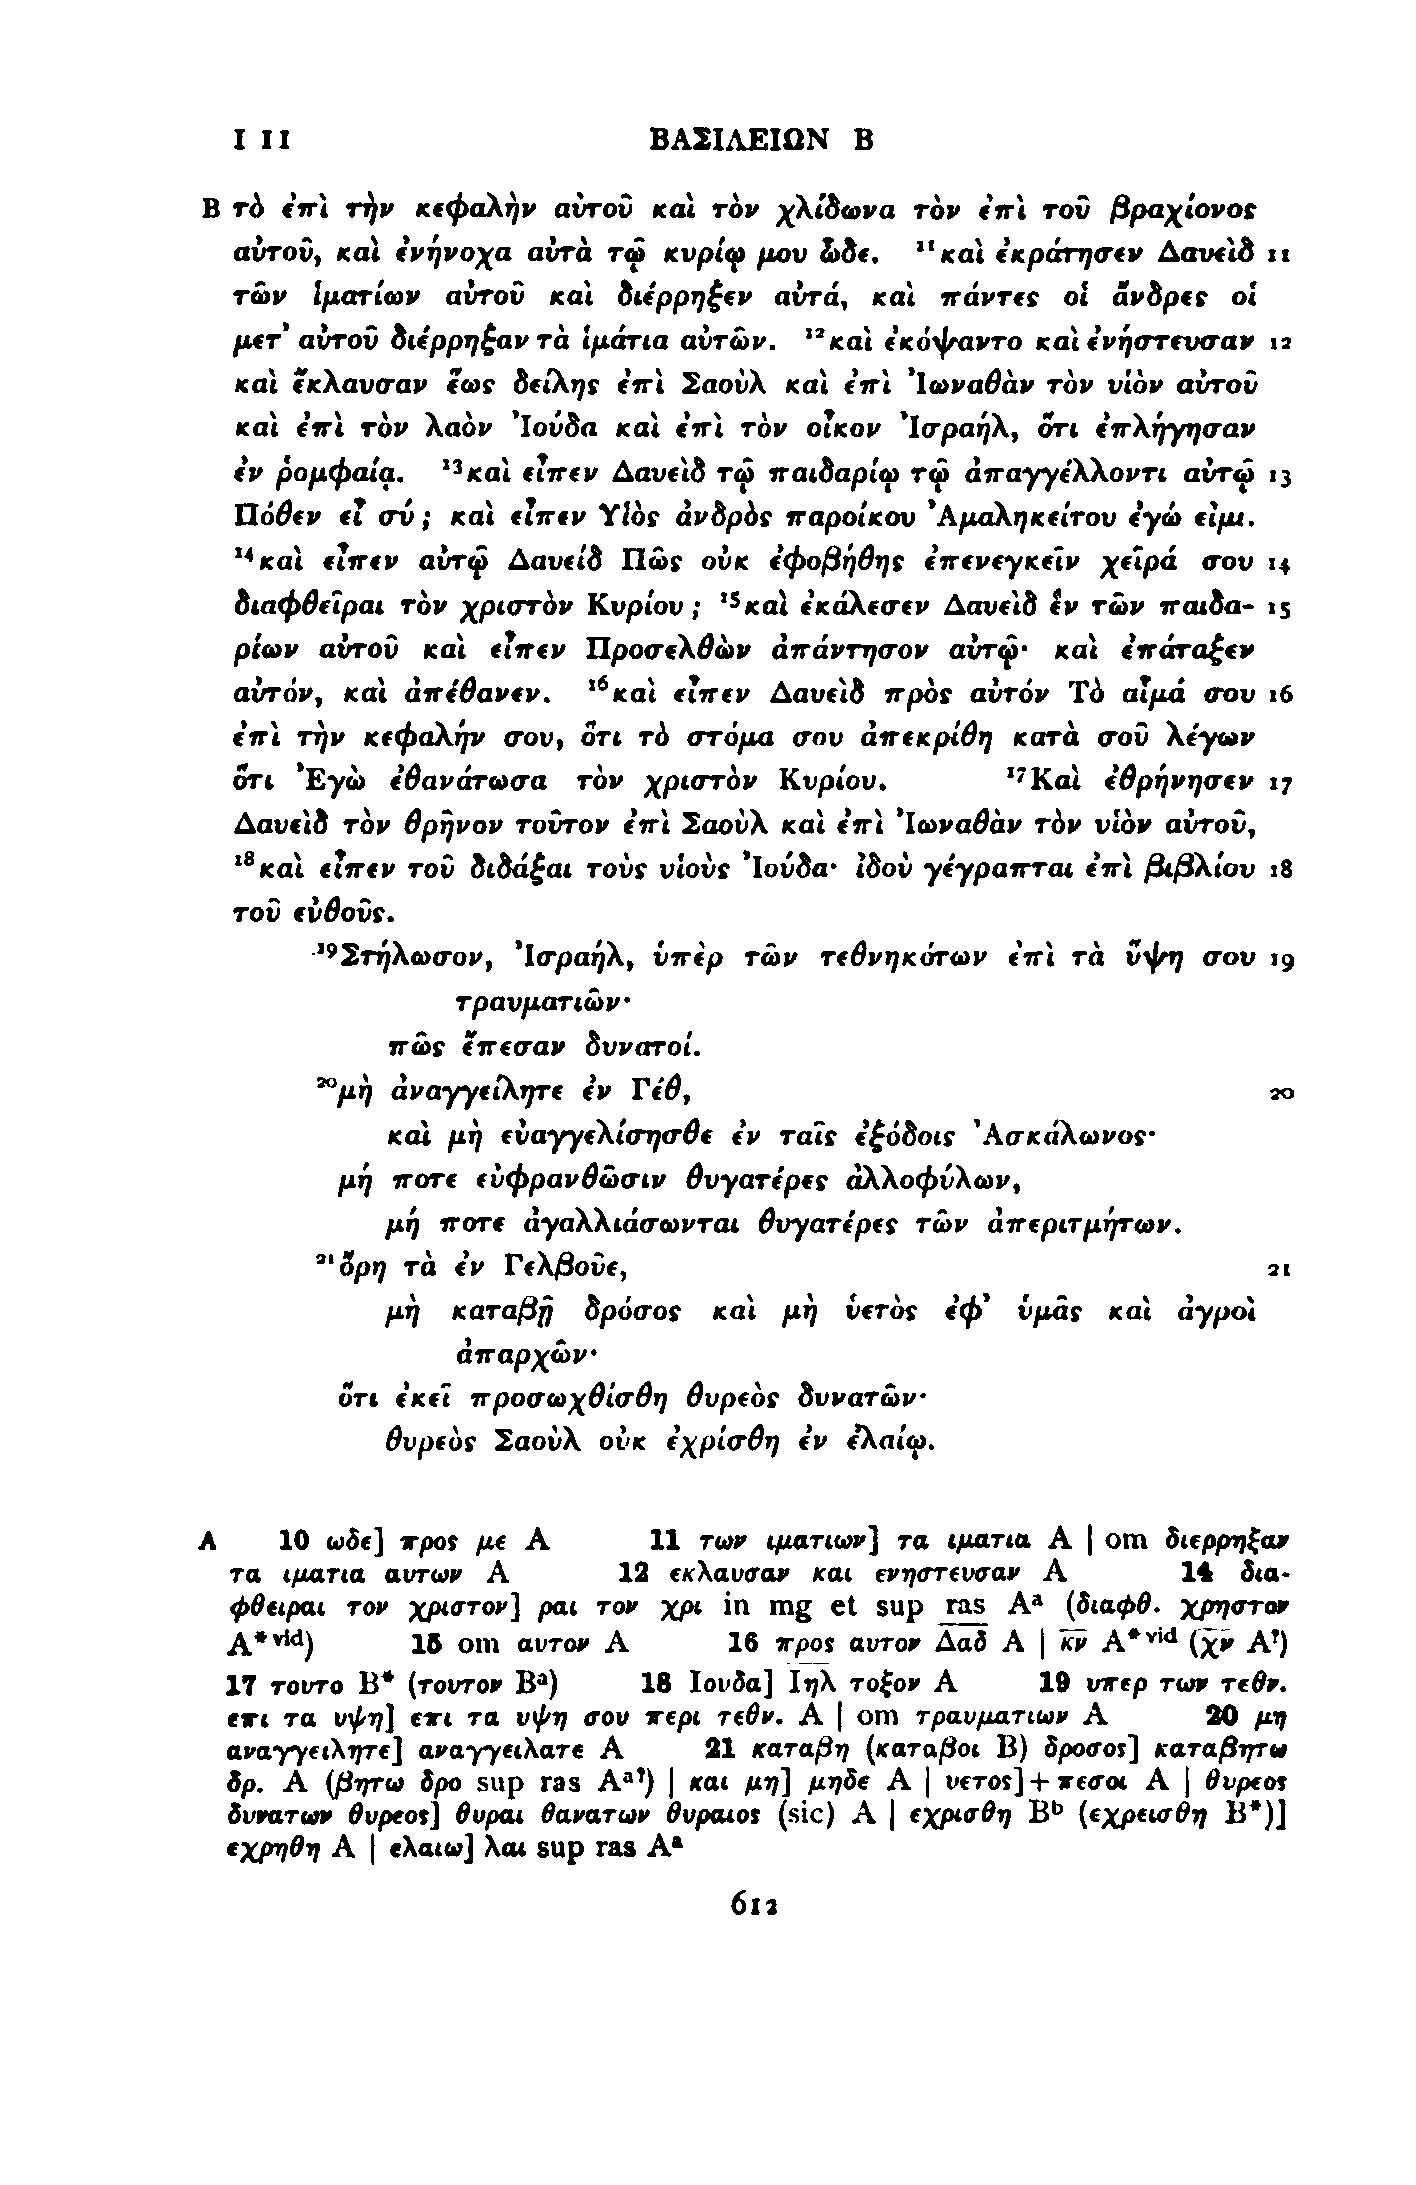 I 11 ΒΑΣΙΛΕΙΩΝ Β
B τὸ ἐπὶ τὴν κεφαλὴν αὐτοῦ καὶ τὸν χλίδωνα τὸν ἐπὶ τοῦ βραχίονος
αὐτοῦ, καὶ ἐνήνοχα αὐτὰ τῷ κυρίῳ μου ὧδε. ¹¹καὶ ἐκράτησεν Δαυεὶδ 11
τῶν ἱματίων αὐτοῦ καὶ διέρρηξεν αὐτά, καὶ πάντες οἱ ἄνδρες οἱ
μετ᾽ αὐτοῦ διέρρηξαν τὰ ἱμάτια αὐτῶν. ¹²καὶ ἐκόψαντο καὶ ἐνήστευσαν 12
καὶ ἔκλαυσαν ἕως δείλης ἐπὶ Σαοὺλ καὶ ἐπὶ Ἰωναθὰν τὸν υἱὸν αὐτοῦ
καὶ ἐπὶ τὸν λαὸν Ἰούδα καὶ ἐπὶ τὸν οἶκον Ἰσραήλ, ὅτι ἐπλήγησαν
ἐν ῥομφαίᾳ. ¹³καὶ εἶπεν Δαυεὶδ τῷ παιδαρίῳ τῷ ἀπαγγέλλοντι αὐτῷ 13
Πόθεν εἶ σύ; καὶ εἶπεν Υἱὸς ἀνδρὸς παροίκου Ἀμαληκείτου ἐγώ εἰμι.
¹⁴καὶ εἶπεν αὐτῷ Δαυείδ Πῶς οὐκ ἐφοβήθης ἐπενεγκεῖν χεῖρά σου 14
διαφθεῖραι τὸν χριστὸν Κυρίου; ¹⁵καὶ ἐκάλεσεν Δαυεὶδ ἓν τῶν παιδα- 15
ρίων αὐτοῦ καὶ εἶπεν Προσελθὼν ἀπάντησον αὐτῷ· καὶ ἐπάταξεν
αὐτόν, καὶ ἀπέθανεν. ¹⁶καὶ εἶπεν Δαυεὶδ πρὸς αὐτόν Τὸ αἷμά σου 16
ἐπὶ τὴν κεφαλήν σου, ὅτι τὸ στόμα σου ἀπεκρίθη κατὰ σοῦ λέγων
ὅτι Ἐγὼ ἐθανάτωσα τὸν χριστὸν Κυρίου. ¹⁷Καὶ ἐθρήνησεν 17
Δαυεὶδ τὸν θρῆνον τοῦτον ἐπὶ Σαοὺλ καὶ ἐπὶ Ἰωναθὰν τὸν υἱὸν αὐτοῦ,
¹⁸καὶ εἶπεν τοῦ διδάξαι τοὺς υἱοὺς Ἰούδα· ἰδοὺ γέγραπται ἐπὶ βιβλίου 18
τοῦ εὐθοῦς.
¹⁹Στήλωσον, Ἰσραήλ, ὑπὲρ τῶν τεθνηκότων ἐπὶ τὰ ὕψη σου 19
τραυματιῶν·
πῶς ἔπεσαν δυνατοί.
²⁰μὴ ἀναγγείλητε ἐν Γέθ, 20
καὶ μὴ εὐαγγελίσησθε ἐν ταῖς ἐξόδοις Ἀσκάλωνος·
μή ποτε εὐφρανθῶσιν θυγατέρες ἀλλοφύλων,
μή ποτε ἀγαλλιάσωνται θυγατέρες τῶν ἀπεριτμήτων.
²¹ὄρη τὰ ἐν Γελβοῦε, 21
μὴ καταβῇ δρόσος καὶ μὴ ὑετὸς ἐφ᾽ ὑμᾶς καὶ ἀγροὶ
ἀπαρχῶν·
ὅτι ἐκεῖ προσωχθίσθη θυρεὸς δυνατῶν·
θυρεὸς Σαοὺλ οὐκ ἐχρίσθη ἐν ἐλαίῳ.
A 10 ωδε] προς με A 11 των ιματιων] τα ιματια A | om διερρηξαν
τα ιματια αυτων A 12 εκλαυσαν και ενηστευσαν A 14 δια-
φθειραι τον χριστον] ραι τον χρι in mg et sup ras Aᵃ (διαφθ. χρηστον
A*ᵛⁱᵈ) 15 om αυτον A 16 προς αυτον Δ̅α̅δ̅ A | κ̅ν̅ A*ᵛⁱᵈ (χ̅ν̅ A?)
17 τουτο B* (τουτον Bᵃ) 18 Ιουδα] Ι̅η̅λ̅ τοξον A 19 υπερ των τεθν.
επι τα υψη] επι τα υψη σου περι τεθν. A | om τραυματιων A 20 μη
αναγγειλητε] αναγγειλατε A 21 καταβη (καταβοι B) δροσος] καταβητω
δρ. A (βητω δρο sup ras Aᵃ?) | και μη] μηδε A | υετος]+πεσοι A | θυρεος
δυνατων θυρεος] θυραι θανατων θυραιος (sic) A | εχρισθη Bᵇ (εχρεισθη B*)]
εχρηθη A | ελαιω] λαι sup ras Aᵃ
612